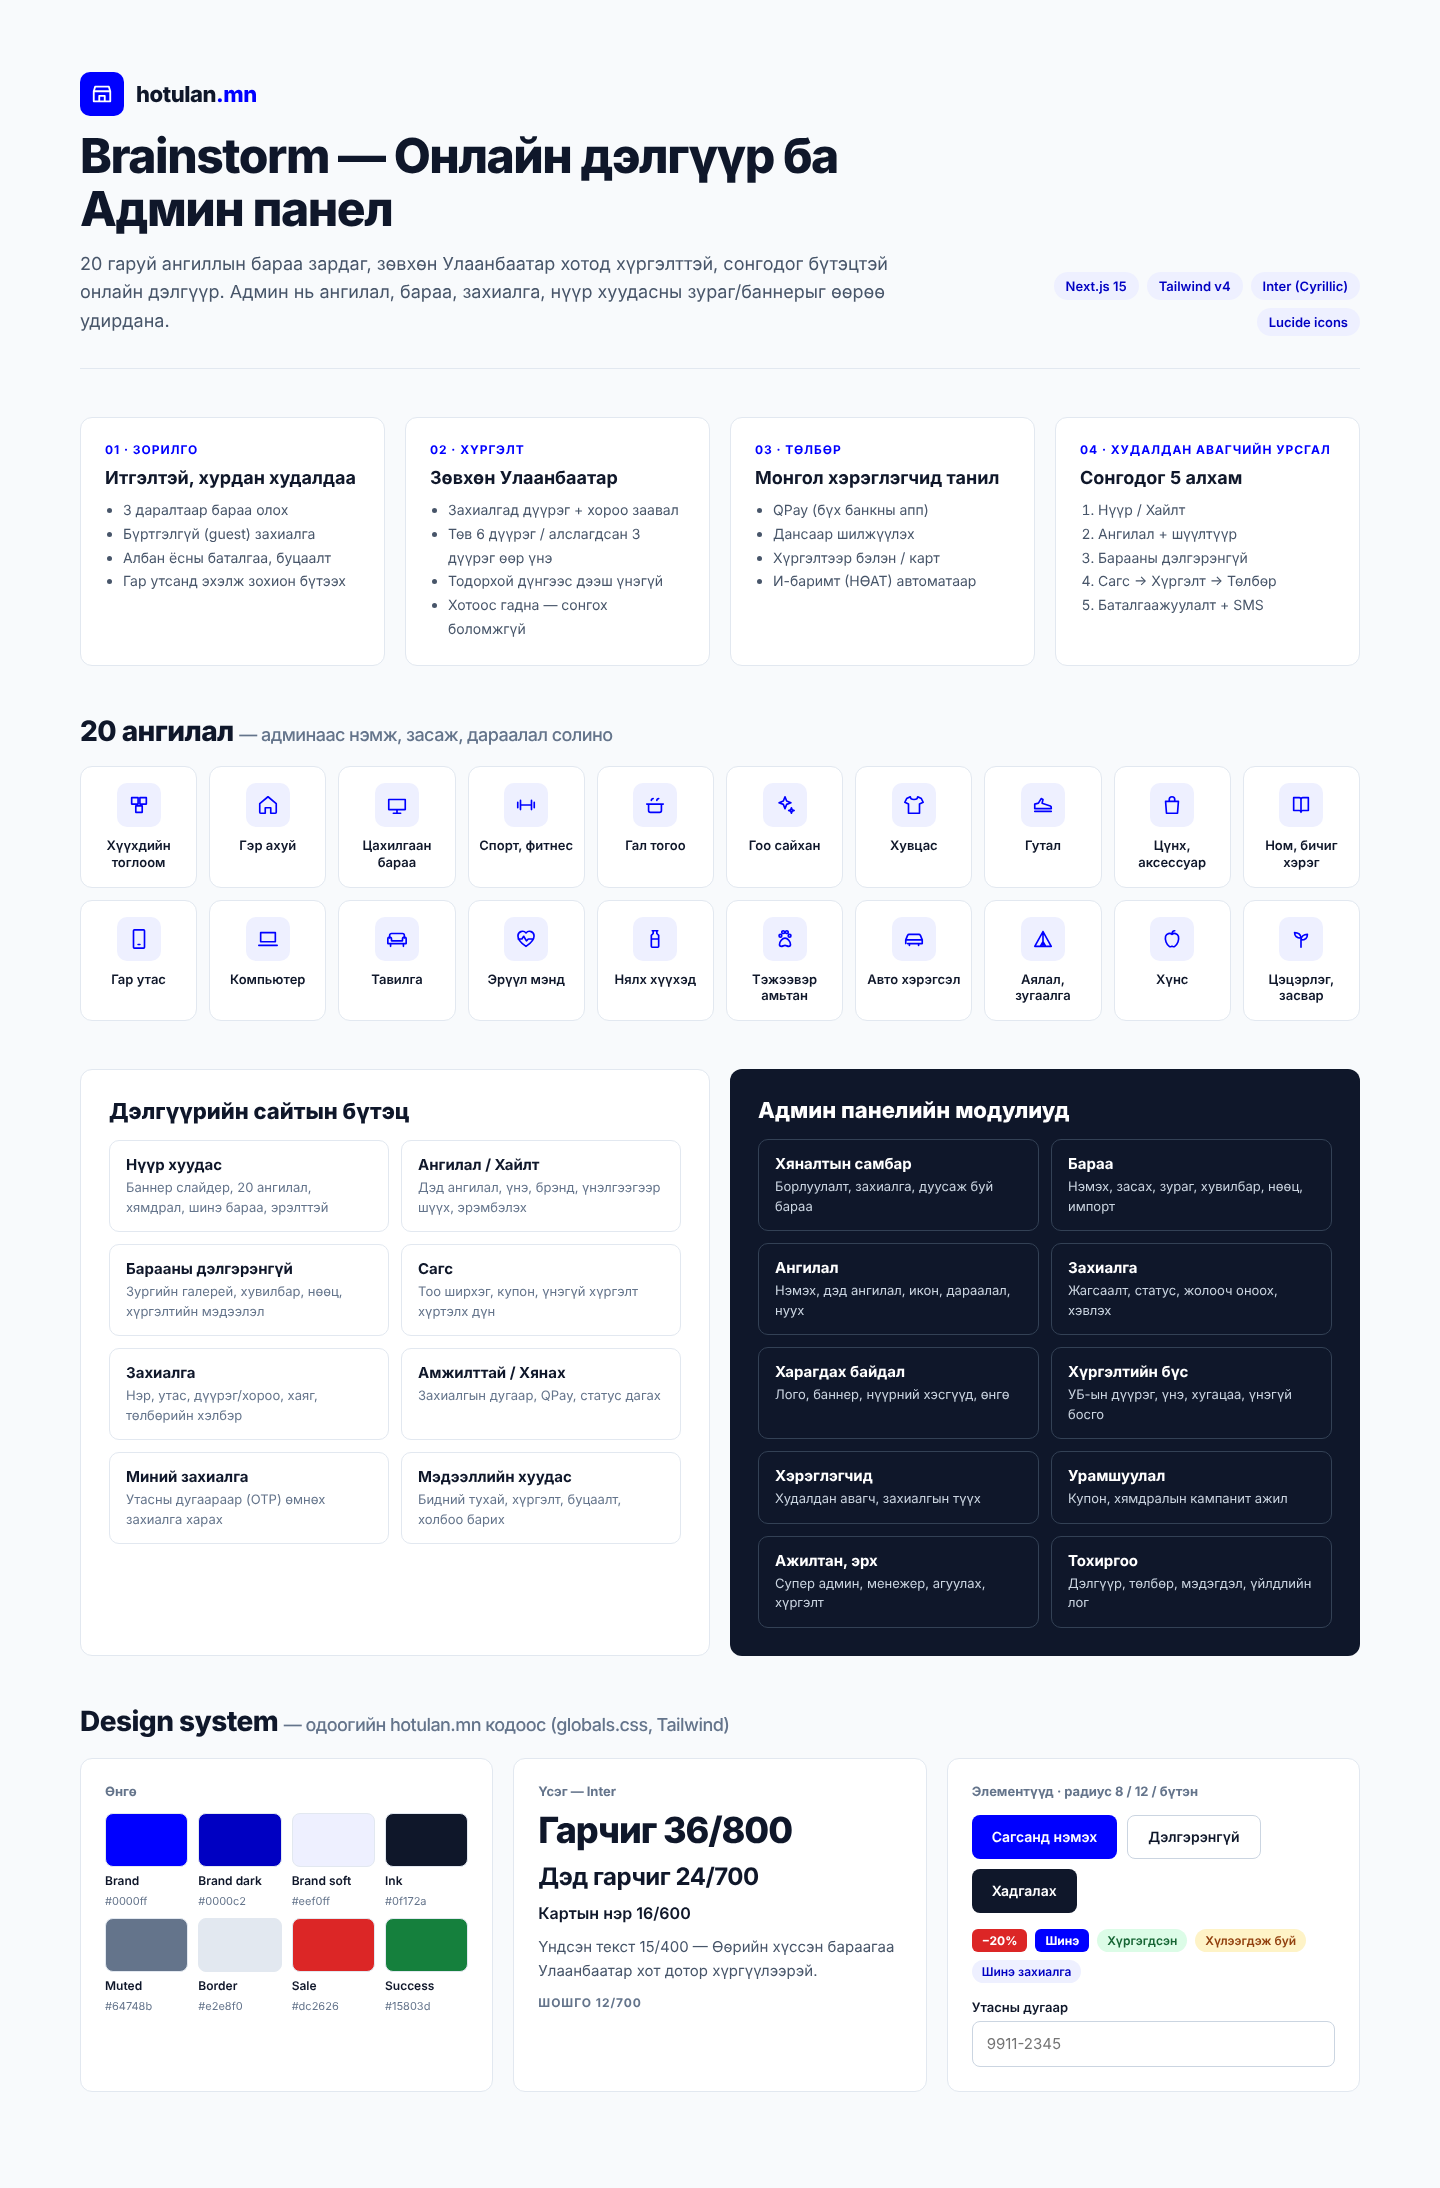 hotulan.mn
Brainstorm — Онлайн дэлгүүр ба
Админ панел
20 гаруй ангиллын бараа зардаг, зөвхөн Улаанбаатар хотод хүргэлттэй, сонгодог бүтэцтэй
онлайн дэлгүүр. Админ нь ангилал, бараа, захиалга, нүүр хуудасны зураг/баннерыг өөрөө
удирдана.
Next.js 15
Tailwind v4
Inter (Cyrillic)
Lucide icons
01 · ЗОРИЛГО
Итгэлтэй, хурдан худалдаа
• 3 даралтаар бараа олох
• Бүртгэлгүй (guest) захиалга
• Албан ёсны баталгаа, буцаалт
• Гар утсанд эхэлж зохион бүтээх
02 · ХҮРГЭЛТ
Зөвхөн Улаанбаатар
• Захиалгад дүүрэг + хороо заавал
• Төв 6 дүүрэг / алслагдсан 3
дүүрэг өөр үнэ
• Тодорхой дүнгээс дээш үнэгүй
• Хотоос гадна — сонгох
боломжгүй
03 · ТӨЛБӨР
Монгол хэрэглэгчид танил
• QPay (бүх банкны апп)
• Дансаар шилжүүлэх
• Хүргэлтээр бэлэн / карт
• И-баримт (НӨАТ) автоматаар
04 · ХУДАЛДАН АВАГЧИЙН УРСГАЛ
Сонгодог 5 алхам
1. Нүүр / Хайлт
2. Ангилал + шүүлтүүр
3. Барааны дэлгэрэнгүй
4. Сагс → Хүргэлт → Төлбөр
5. Баталгаажуулалт + SMS
20 ангилал — админаас нэмж, засаж, дараалал солино
Хүүхдийн
тоглоом
Гэр ахуй
Цахилгаан
бараа
Спорт, фитнес
Гал тогоо
Гоо сайхан
Хувцас
Гутал
Цүнх,
аксессуар
Ном, бичиг
хэрэг
Гар утас
Компьютер
Тавилга
Эрүүл мэнд
Нялх хүүхэд
Тэжээвэр
амьтан
Авто хэрэгсэл
Аялал,
зугаалга
Хүнс
Цэцэрлэг,
засвар
Дэлгүүрийн сайтын бүтэц
Нүүр хуудас
Баннер слайдер, 20 ангилал,
хямдрал, шинэ бараа, эрэлттэй
Ангилал / Хайлт
Дэд ангилал, үнэ, брэнд, үнэлгээгээр
шүүх, эрэмбэлэх
Барааны дэлгэрэнгүй
Зургийн галерей, хувилбар, нөөц,
хүргэлтийн мэдээлэл
Сагс
Тоо ширхэг, купон, үнэгүй хүргэлт
хүртэлх дүн
Захиалга
Нэр, утас, дүүрэг/хороо, хаяг,
төлбөрийн хэлбэр
Амжилттай / Хянах
Захиалгын дугаар, QPay, статус дагах
Миний захиалга
Утасны дугаараар (OTP) өмнөх
захиалга харах
Мэдээллийн хуудас
Бидний тухай, хүргэлт, буцаалт,
холбоо барих
Админ панелийн модулиуд
Хяналтын самбар
Борлуулалт, захиалга, дуусаж буй
бараа
Бараа
Нэмэх, засах, зураг, хувилбар, нөөц,
импорт
Ангилал
Нэмэх, дэд ангилал, икон, дараалал,
нуух
Захиалга
Жагсаалт, статус, жолооч оноох,
хэвлэх
Харагдах байдал
Лого, баннер, нүүрний хэсгүүд, өнгө
Хүргэлтийн бүс
УБ-ын дүүрэг, үнэ, хугацаа, үнэгүй
босго
Хэрэглэгчид
Худалдан авагч, захиалгын түүх
Урамшуулал
Купон, хямдралын кампанит ажил
Ажилтан, эрх
Супер админ, менежер, агуулах,
хүргэлт
Тохиргоо
Дэлгүүр, төлбөр, мэдэгдэл, үйлдлийн
лог
Design system — одоогийн hotulan.mn кодоос (globals.css, Tailwind)
Өнгө
Brand
#0000ff
Brand dark
#0000c2
Brand soft
#eef0ff
Ink
#0f172a
Muted
#64748b
Border
#e2e8f0
Sale
#dc2626
Success
#15803d
Үсэг — Inter
Гарчиг 36/800
Дэд гарчиг 24/700
Картын нэр 16/600
Үндсэн текст 15/400 — Өөрийн хүссэн бараагаа
Улаанбаатар хот дотор хүргүүлээрэй.
ШОШГО 12/700
Элементүүд · радиус 8 / 12 / бүтэн
Сагсанд нэмэх
Дэлгэрэнгүй
Хадгалах
−20%
Шинэ
Хүргэгдсэн
Хүлээгдэж буй
Шинэ захиалга
Утасны дугаар
9911-2345